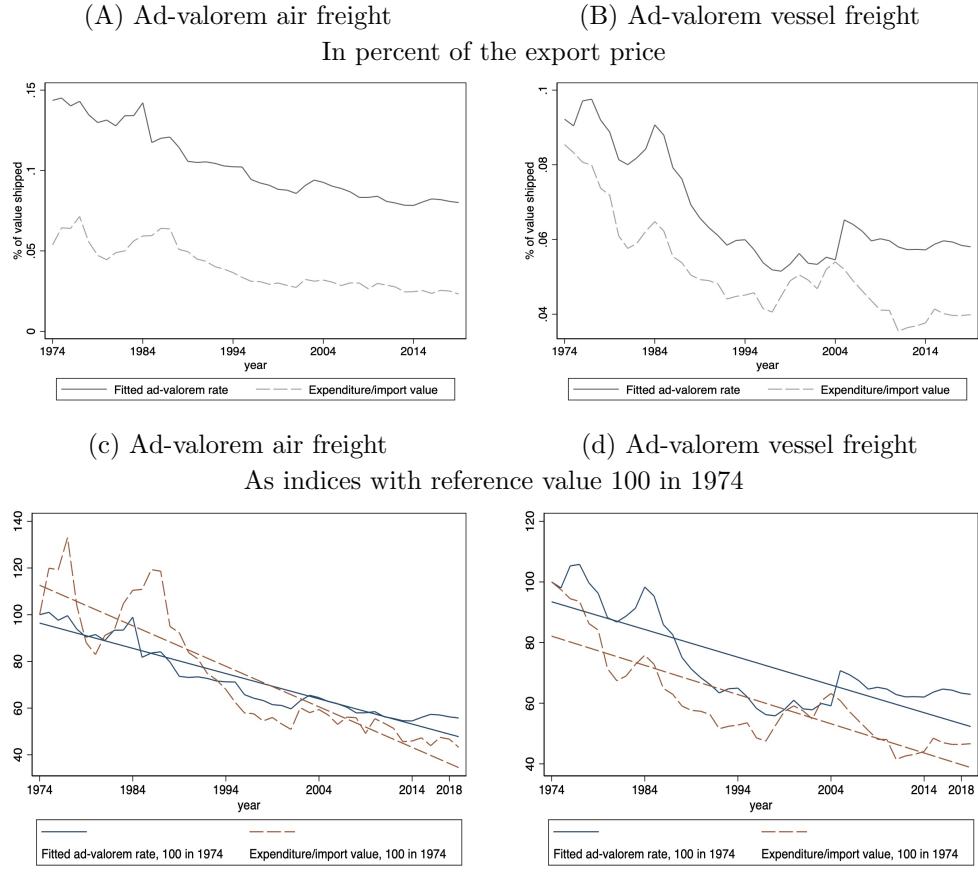 (A) Ad-valorem air freight
(B) Ad-valorem vessel freight
In percent of the export price
% of value shipped
.15
.1
.05
0
1974 1984 1994 2004 2014
year
Fitted ad-valorem rate Expenditure/import value
% of value shipped
.1
.08
.06
.04
1974 1984 1994 2004 2014
year
Fitted ad-valorem rate Expenditure/import value
(c) Ad-valorem air freight
(d) Ad-valorem vessel freight
As indices with reference value 100 in 1974
140
120
100
80
60
40
1974 1984 1994 2004 2014 2018
year
Fitted ad-valorem rate, 100 in 1974 Expenditure/import value, 100 in 1974
120
100
80
60
40
1974 1984 1994 2004 2014 2018
year
Fitted ad-valorem rate, 100 in 1974 Expenditure/import value, 100 in 1974